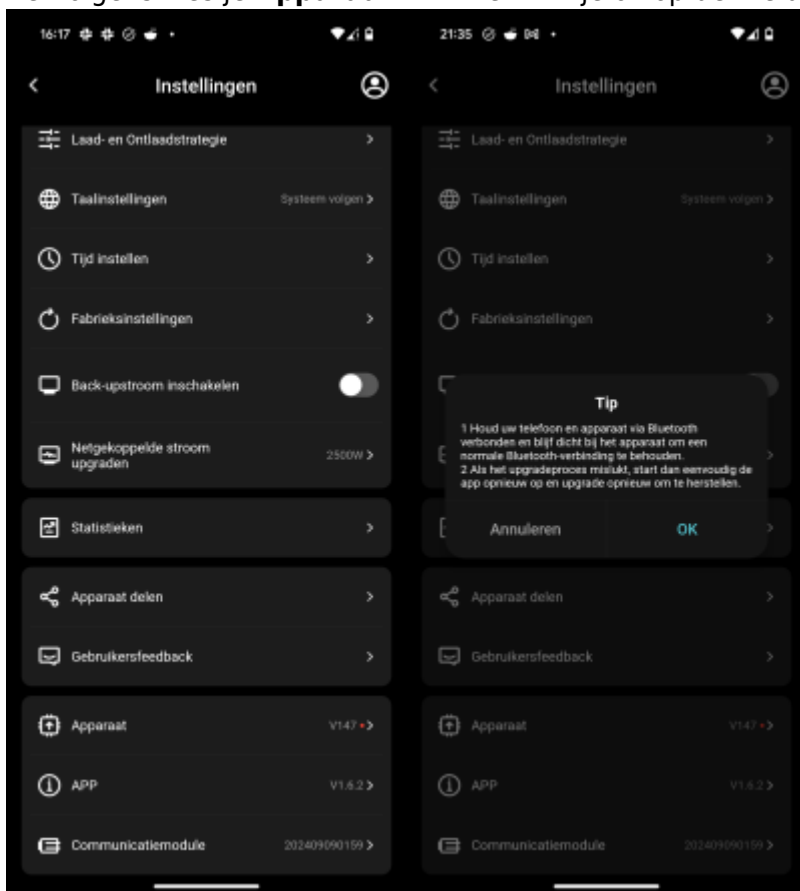 16:17
Instellingen
Laad- en Ontlaadstrategie
Taalinstellingen Systeem volgen
Tijd instellen
Fabrieksinstellingen
Back-upstroom inschakelen
Netgekoppelde stroom
upgraden
2500W
Statistieken
Apparaat delen
Gebruikersfeedback
Apparaat V147
APP V1.6.2
Communicatiemodule 202409090159
21:35
Instellingen
Laad- en Ontlaadstrategie
Taalinstellingen Systeem volgen
Tijd instellen
Fabrieksinstellingen
Tip
1 Houd uw telefoon en apparaat via Bluetooth
verbonden en blijf dicht bij het apparaat om een
normale Bluetooth-verbinding te behouden.
2 Als het upgradeproces mislukt, start dan eenvoudig de
app opnieuw op en upgrade opnieuw om te herstellen.
Annuleren OK
Apparaat delen
Gebruikersfeedback
Apparaat V147
APP V1.6.2
Communicatiemodule 202409090159